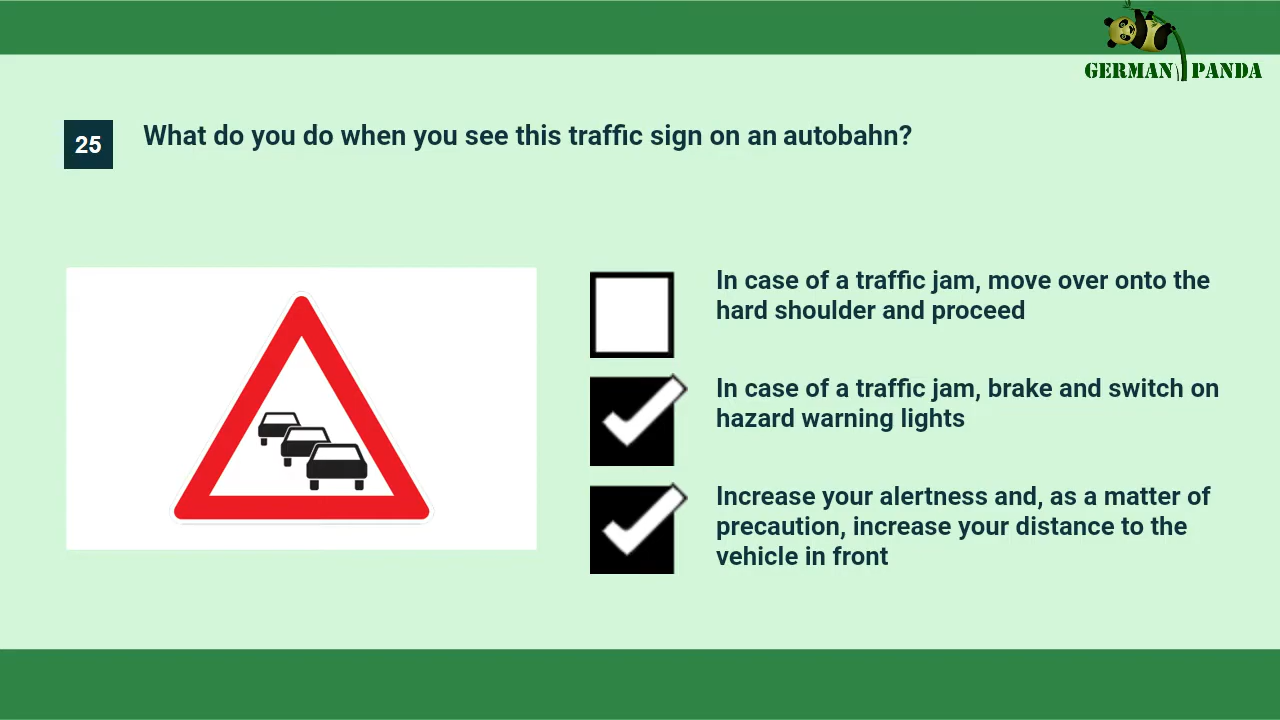 GERMAN PANDA
25
What do you do when you see this traffic sign on an autobahn?
In case of a traffic jam, move over onto the
hard shoulder and proceed
In case of a traffic jam, brake and switch on
hazard warning lights
Increase your alertness and, as a matter of
precaution, increase your distance to the
vehicle in front